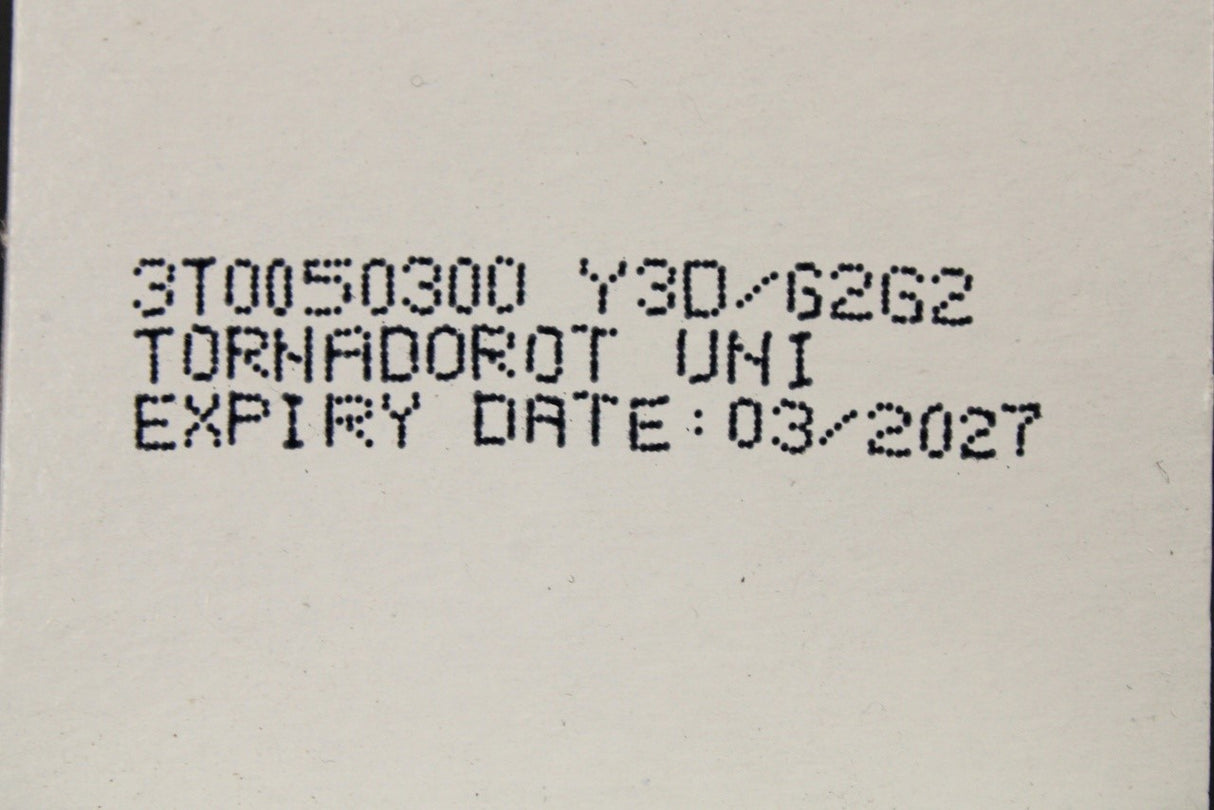 3T0050300 Y3D/G2G2
TORNADOROT UNI
EXPIRY DATE:03/2027